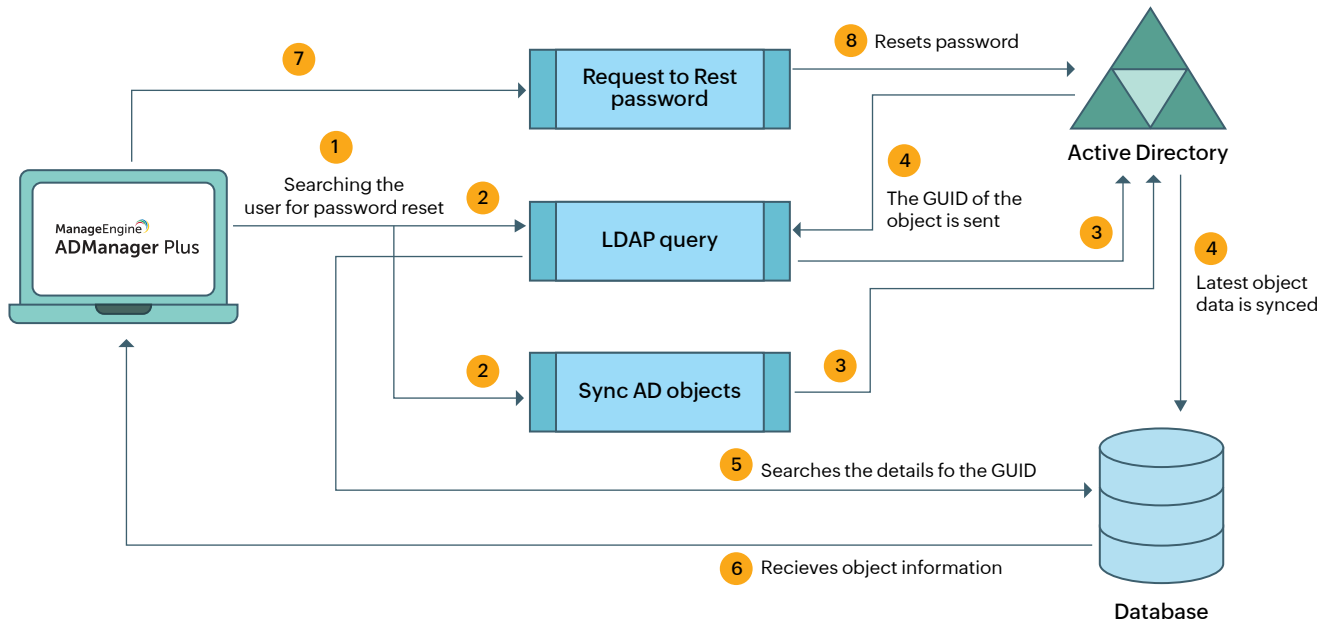 7
Request to Rest
password
8 Resets password
Active Directory
1
Searching the
user for password reset
2
ManageEngine
ADManager Plus
LDAP query
4
The GUID of the
object is sent
3
4
Latest object
data is synced
2
Sync AD objects
3
5 Searches the details fo the GUID
6 Recieves object information
Database